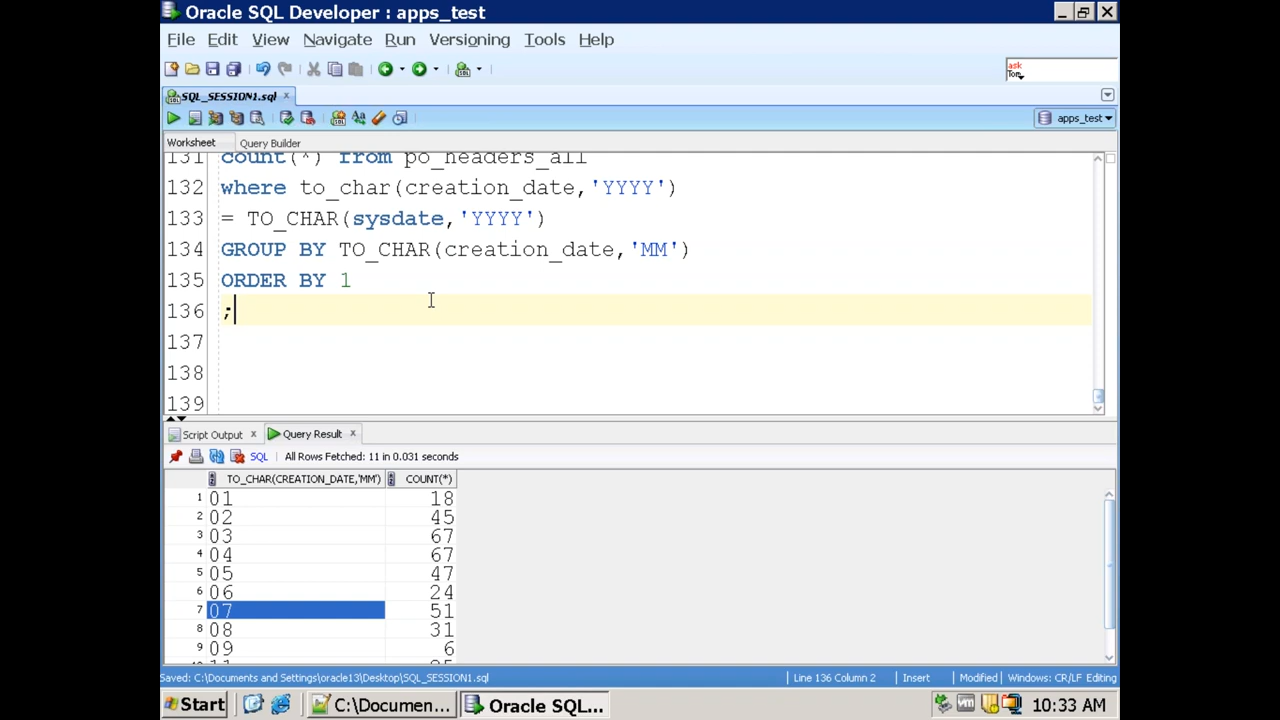 Oracle SQL Developer : apps_test
File Edit View Navigate Run Versioning Tools Help
ask
Tom
SQL_SESSION1.sql
apps_test
Worksheet Query Builder
131 count(*) from po_headers_all
132 where to_char(creation_date,'YYYY')
133 = TO_CHAR(sysdate,'YYYY')
134 GROUP BY TO_CHAR(creation_date,'MM')
135 ORDER BY 1
136 ;
137
138
139
Script Output Query Result
SQL All Rows Fetched: 11 in 0.031 seconds
TO_CHAR(CREATION_DATE,'MM') COUNT(*)
1 01 18
2 02 45
3 03 67
4 04 67
5 05 47
6 06 24
7 07 51
8 08 31
9 09 6
Saved: C:\Documents and Settings\oracle13\Desktop\SQL_SESSION1.sql Line 136 Column 2 Insert Modified Windows: CR/LF Editing
Start C:\Documen... Oracle SQL... 10:33 AM